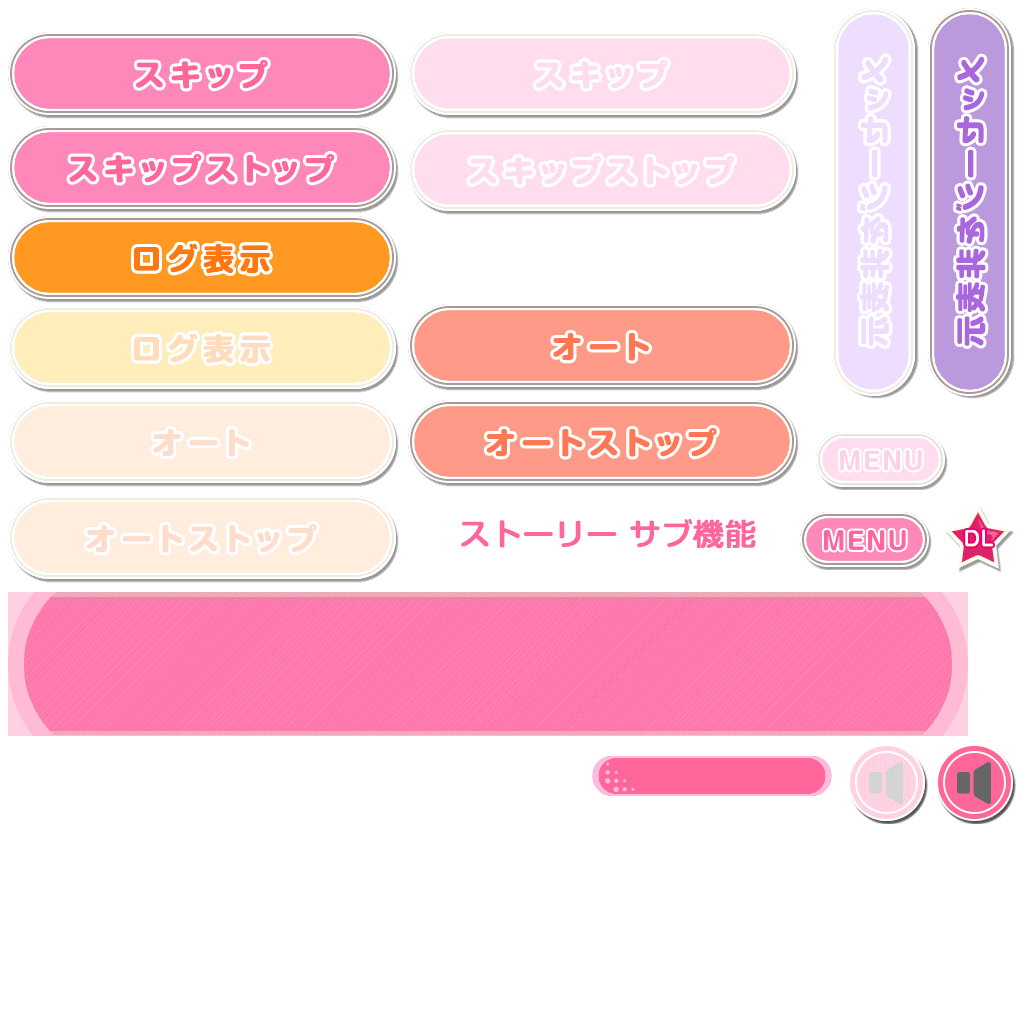 スキップ
スキップ
スキップストップ
スキップストップ
ログ表示
ログ表示
オート
オート
オートストップ
オートストップ
ストーリー サブ機能
メッセージを非表示
メッセージを非表示
MENU
MENU
DL